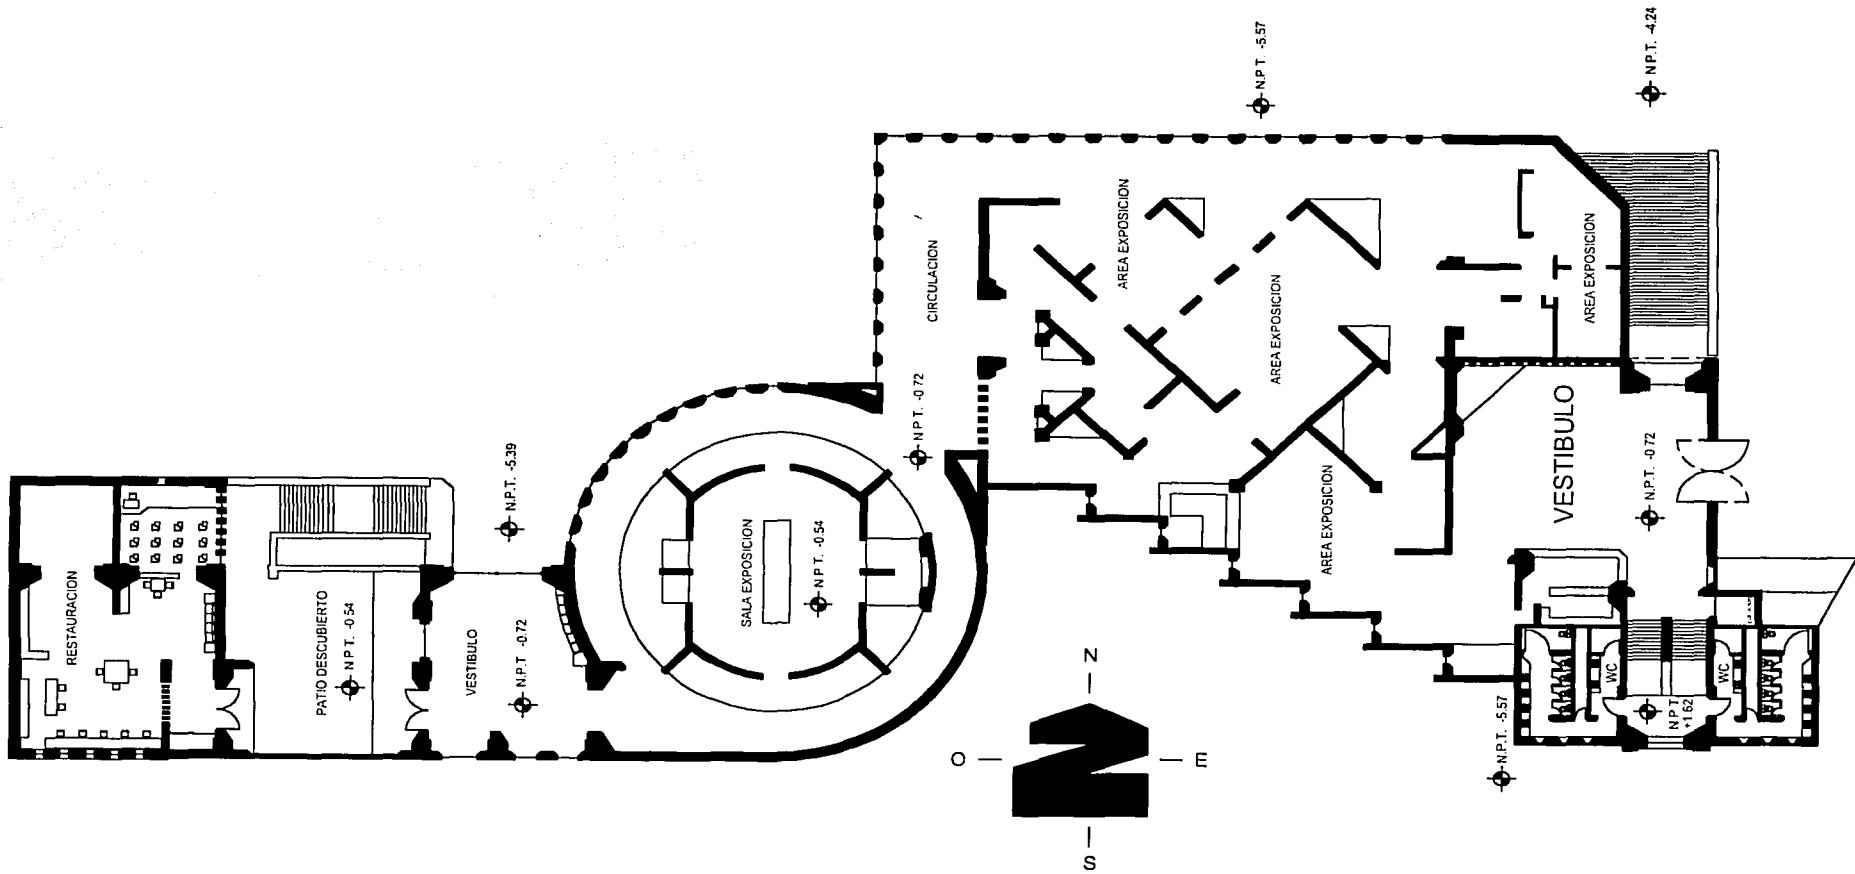 RESTAURACION
PATIO DESCUBIERTO
N.P.T. -0.54
VESTIBULO
N.P.T. -0.72
N.P.T. -5.39
SALA EXPOSICION
N.P.T. -0.54
CIRCULACION
N.P.T. -0.72
AREA EXPOSICION
N.P.T. -5.57
AREA EXPOSICION
AREA EXPOSICION
AREA EXPOSICION
N.P.T. -4.24
VESTIBULO
N.P.T. -0.72
WC
WC
N.P.T.
+1.62
N.P.T. -5.57
N
O
E
S